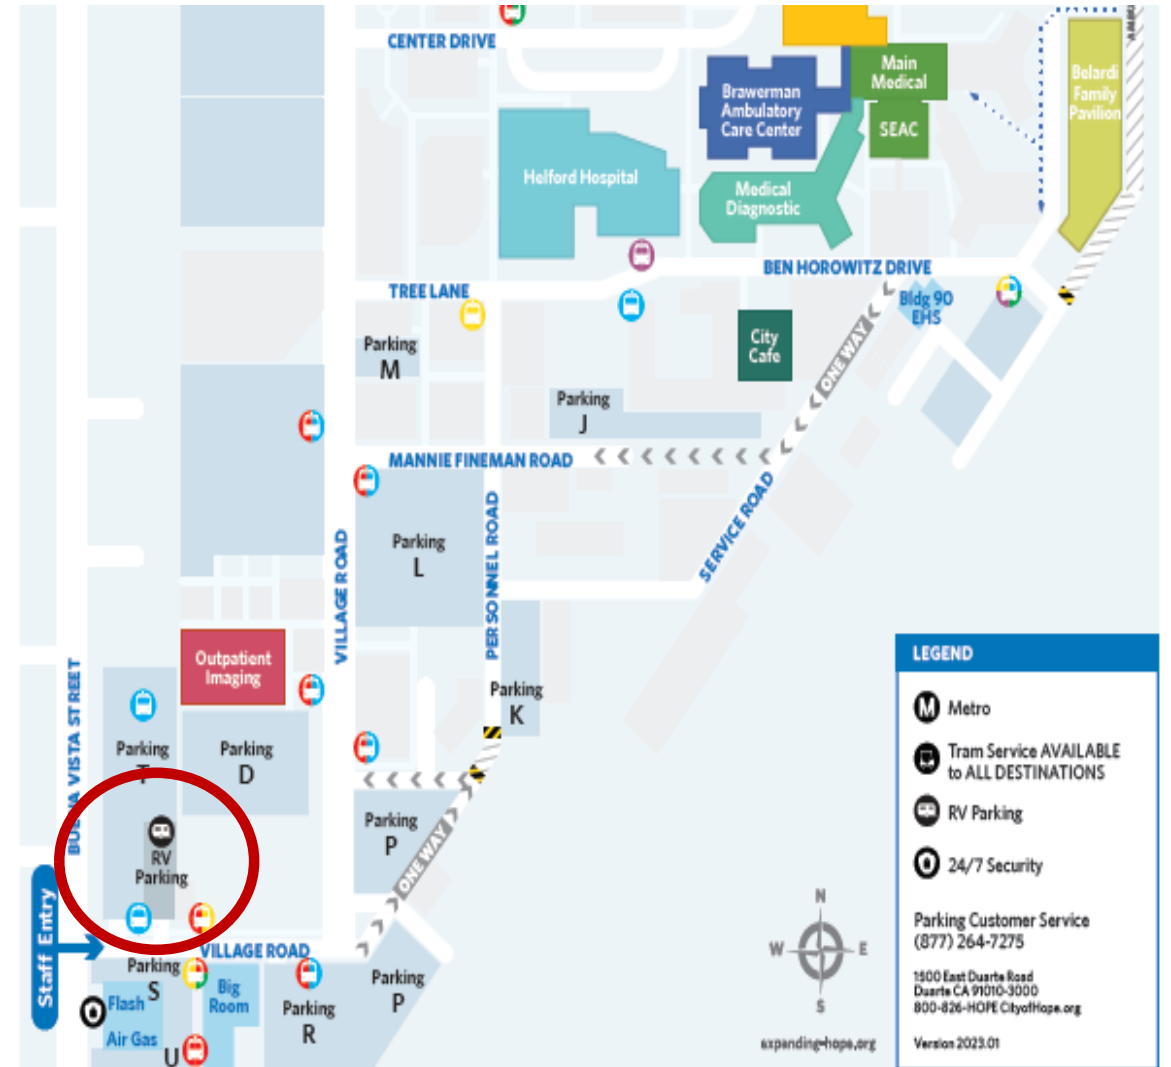 CENTER DRIVE
Main
Medical
Belardi
Family
Pavilion
Brawerman
Ambulatory
Care Center
SEAC
Helford Hospital
Medical
Diagnostic
BEN HOROWITZ DRIVE
TREE LANE
Bldg 90
EHS
Parking
M
City
Cafe
ONE WAY
Parking
J
MANNIE FINEMAN ROAD
SERVICE ROAD
PERSONNEL ROAD
Parking
L
VILLAGE ROAD
Outpatient
Imaging
Parking
K
BUENA VISTA STREET
Parking
T
Parking
D
Parking
P
ONE WAY
RV
Parking
Staff Entry
VILLAGE ROAD
Parking
S
Flash
Air Gas
U
Big
Room
Parking
R
Parking
P
N
W
E
S
expanding-hope.org
LEGEND
M Metro
Tram Service AVAILABLE
to ALL DESTINATIONS
RV Parking
24/7 Security
Parking Customer Service
(877) 264-7275
1500 East Duarte Road
Duarte CA 91010-3000
800-826-HOPE CityofHope.org
Version 2023.01